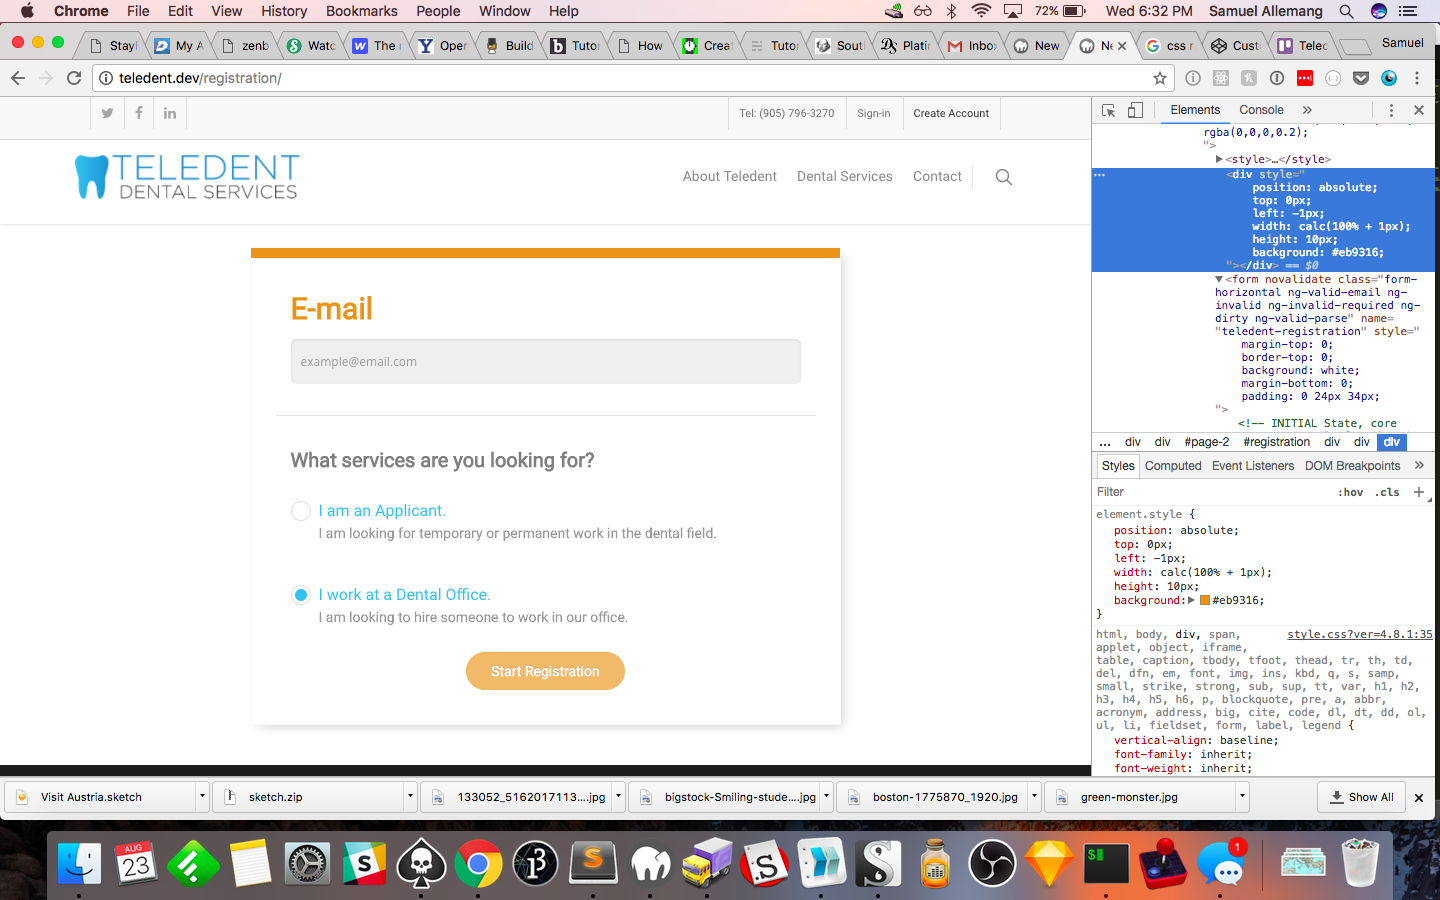 Chrome File Edit View History Bookmarks People Window Help 72% Wed 6:32 PM Samuel Allemang
StayF My A zenb Watc The r Oper Build Tutor How Creat Tutor Sout Platin Inbo New Ne css r Custo Telec Samuel
teledent.dev/registration/
Tel: (905) 796-3270 Sign-in Create Account
TELEDENT
DENTAL SERVICES
About Teledent Dental Services Contact
E-mail
example@email.com
What services are you looking for?
I am an Applicant.
I am looking for temporary or permanent work in the dental field.
I work at a Dental Office.
I am looking to hire someone to work in our office.
Start Registration
Elements Console »
rgba(0,0,0,0.2);
">
<style>…</style>
<div style="
position: absolute;
top: 0px;
left: -1px;
width: calc(100% + 1px);
height: 10px;
background: #eb9316;
"></div> == $0
<form novalidate class="form-
horizontal ng-valid-email ng-
invalid ng-invalid-required ng-
dirty ng-valid-parse" name=
"teledent-registration" style="
margin-top: 0;
border-top: 0;
background: white;
margin-bottom: 0;
padding: 0 24px 34px;
">
<!-- INITIAL State, core
... div div #page-2 #registration div div div
Styles Computed Event Listeners DOM Breakpoints »
Filter :hov .cls +
element.style {
position: absolute;
top: 0px;
left: -1px;
width: calc(100% + 1px);
height: 10px;
background: #eb9316;
}
html, body, div, span, style.css?ver=4.8.1:35
applet, object, iframe,
table, caption, tbody, tfoot, thead, tr, th, td,
del, dfn, em, font, img, ins, kbd, q, s, samp,
small, strike, strong, sub, sup, tt, var, h1, h2,
h3, h4, h5, h6, p, blockquote, pre, a, abbr,
acronym, address, big, cite, code, dl, dt, dd, ol,
ul, li, fieldset, form, label, legend {
vertical-align: baseline;
font-family: inherit;
font-weight: inherit;
Visit Austria.sketch sketch.zip 133052_5162017113....jpg bigstock-Smiling-stude....jpg boston-1775870_1920.jpg green-monster.jpg Show All
AUG
23
1